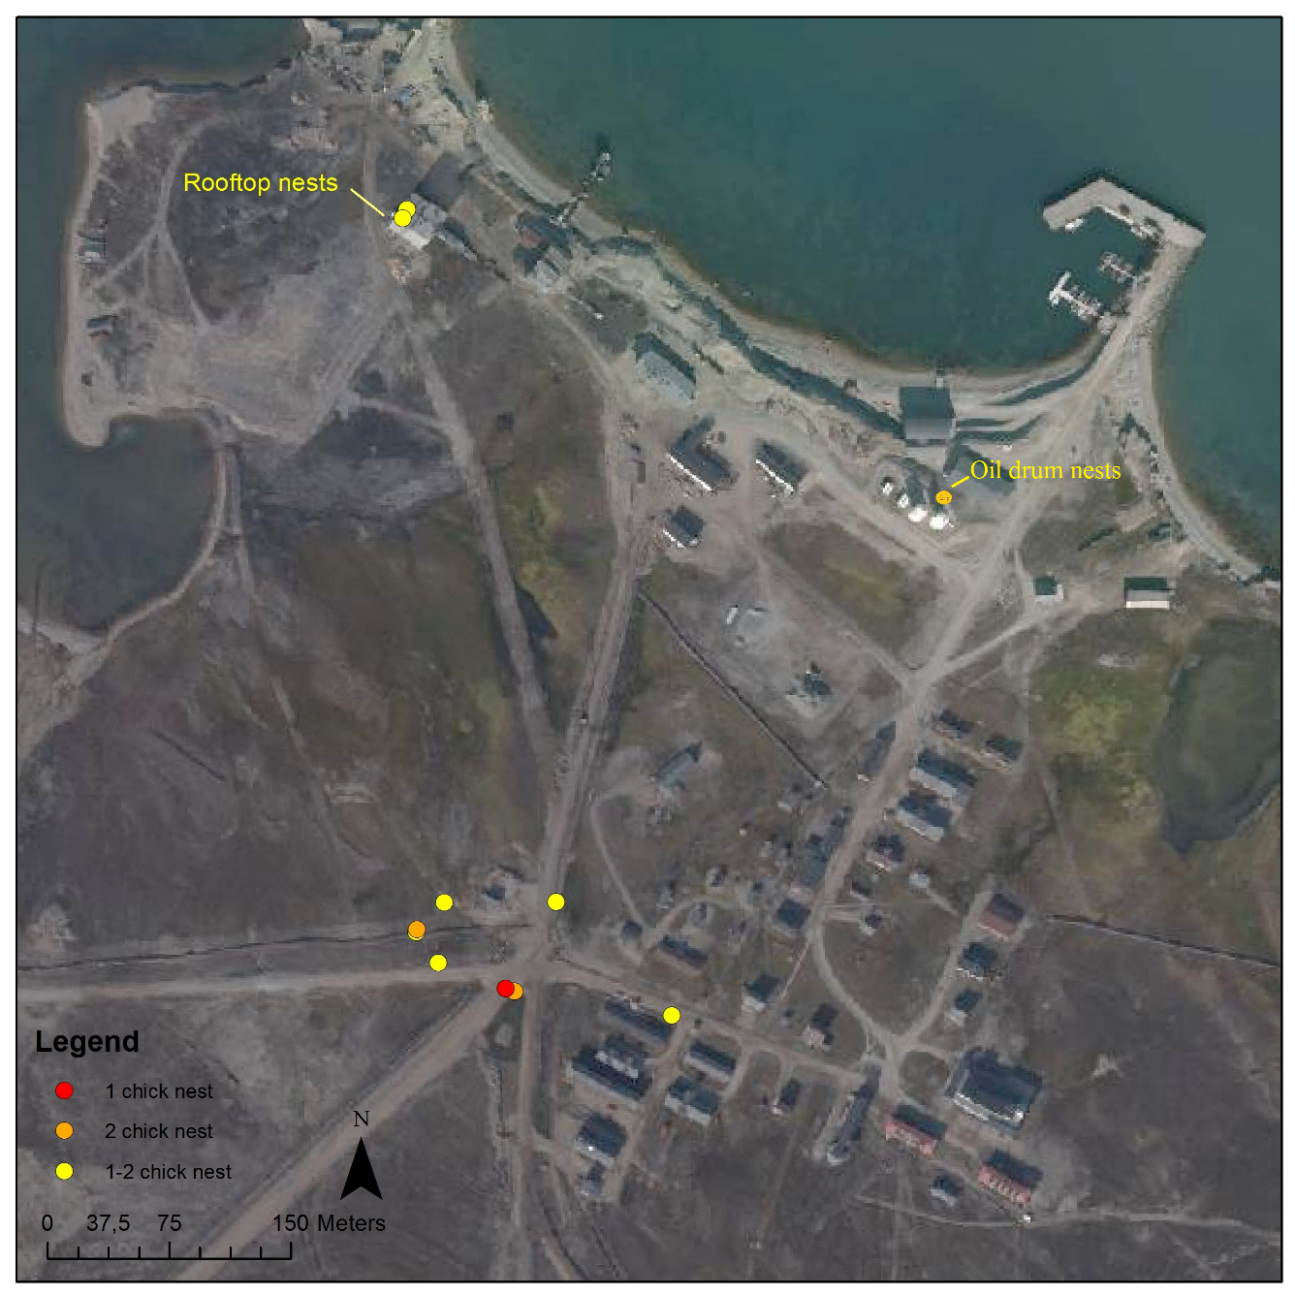 Rooftop nests
Oil drum nests
Legend
1 chick nest
2 chick nest
1-2 chick nest
N
0 37,5 75 150 Meters